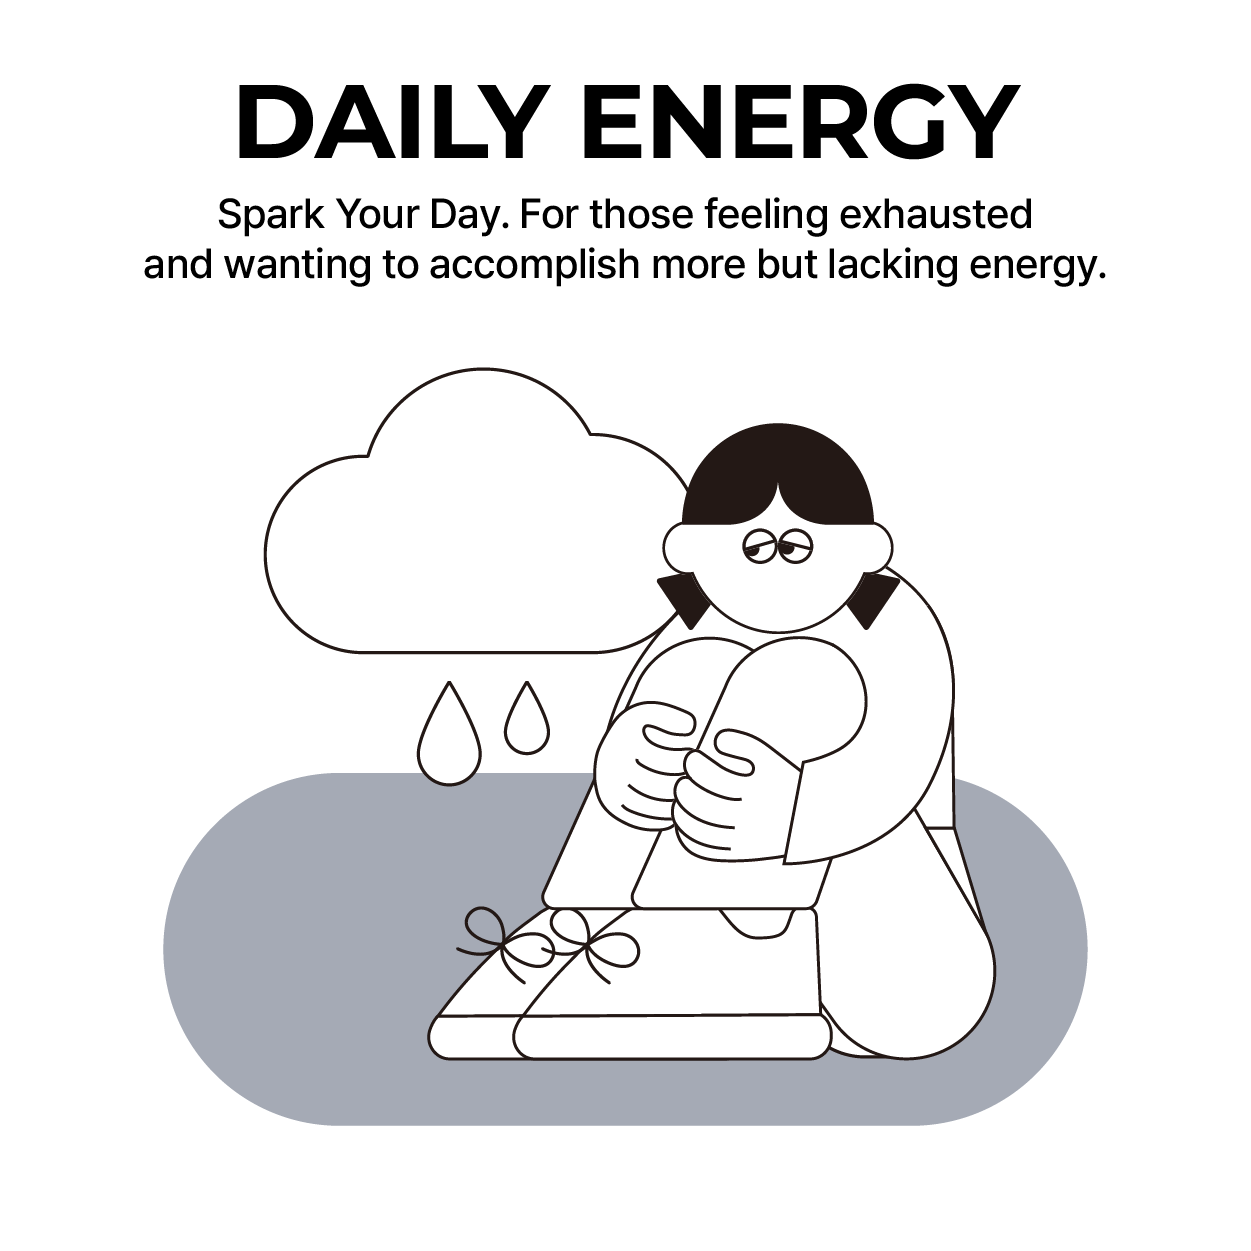 DAILY ENERGY
Spark Your Day. For those feeling exhausted
and wanting to accomplish more but lacking energy.